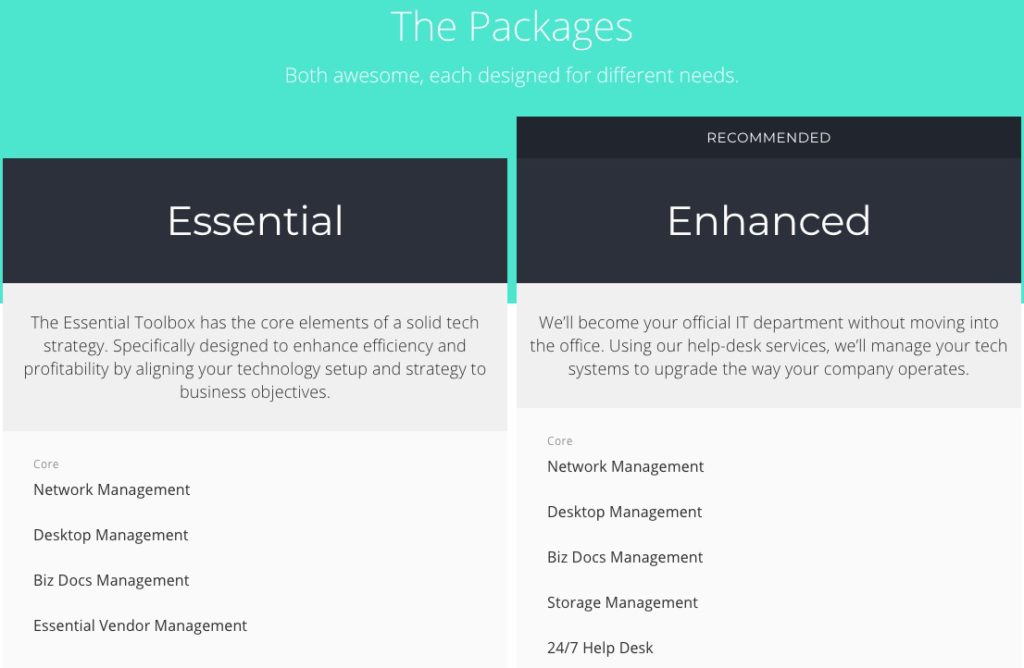 The Packages
Both awesome, each designed for different needs.
Essential
The Essential Toolbox has the core elements of a solid tech
strategy. Specifically designed to enhance efficiency and
profitability by aligning your technology setup and strategy to
business objectives.
Core
Network Management
Desktop Management
Biz Docs Management
Essential Vendor Management
RECOMMENDED
Enhanced
We’ll become your official IT department without moving into
the office. Using our help-desk services, we’ll manage your tech
systems to upgrade the way your company operates.
Core
Network Management
Desktop Management
Biz Docs Management
Storage Management
24/7 Help Desk